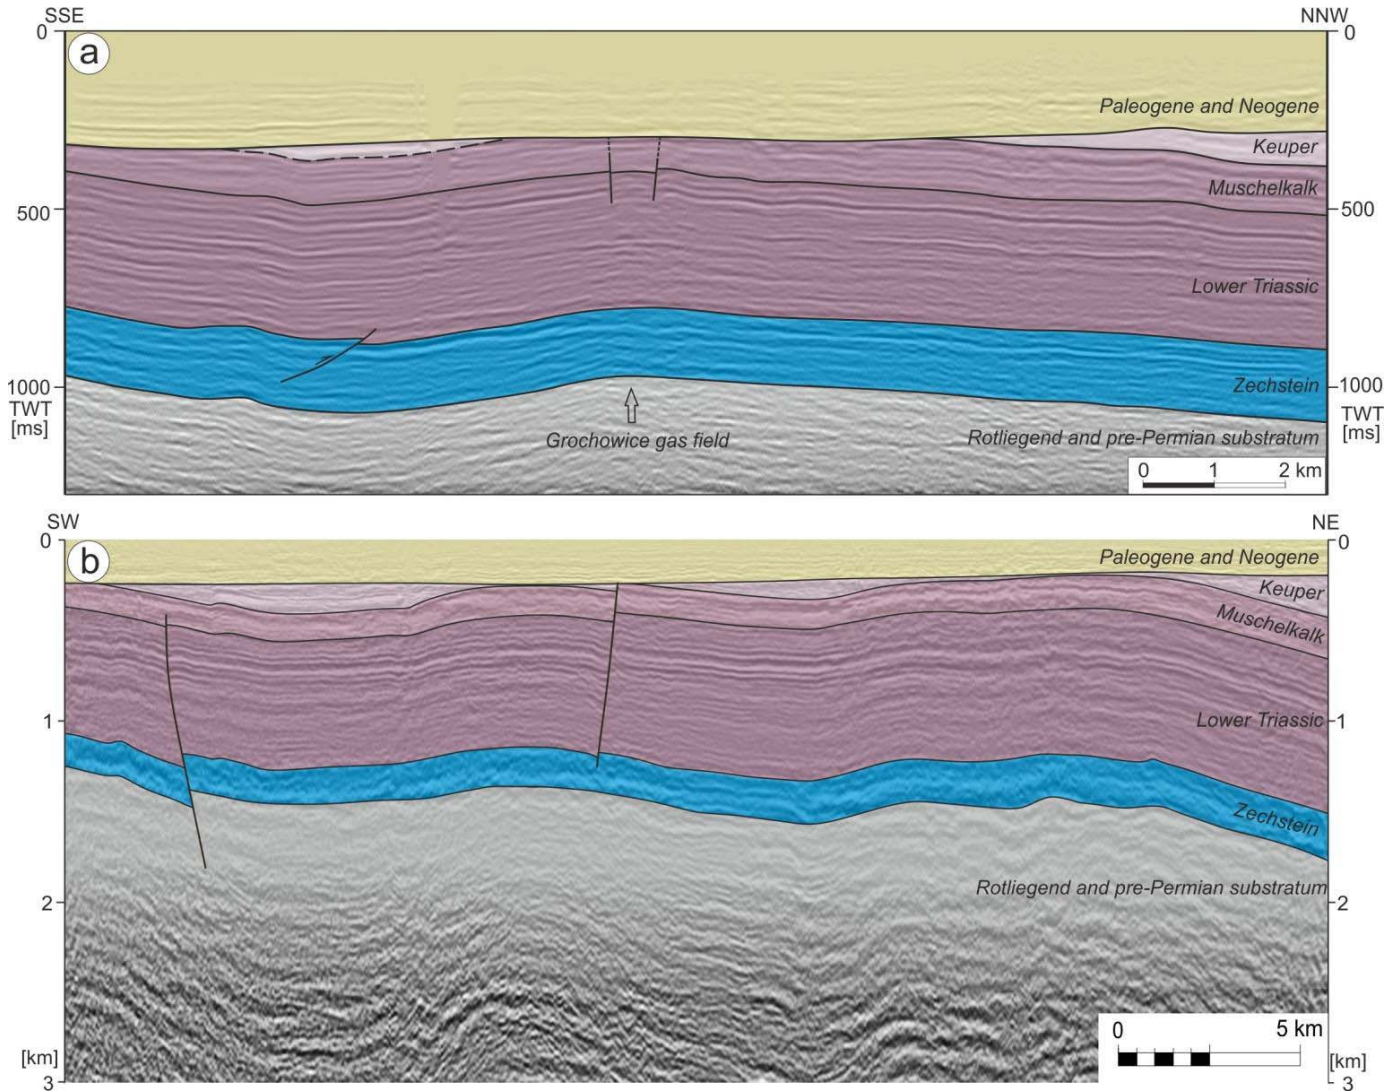 SSE
NNW
0
0
a
Paleogene and Neogene
Keuper
Muschelkalk
500
500
Lower Triassic
Zechstein
1000
1000
TWT
[ms]
TWT
[ms]
Grochowice gas field
Rotliegend and pre-Permian substratum
0 1 2 km
SW
NE
0
0
b
Paleogene and Neogene
Keuper
Muschelkalk
Lower Triassic
1
1
Zechstein
Rotliegend and pre-Permian substratum
2
2
0 5 km
[km]
[km]
3
3